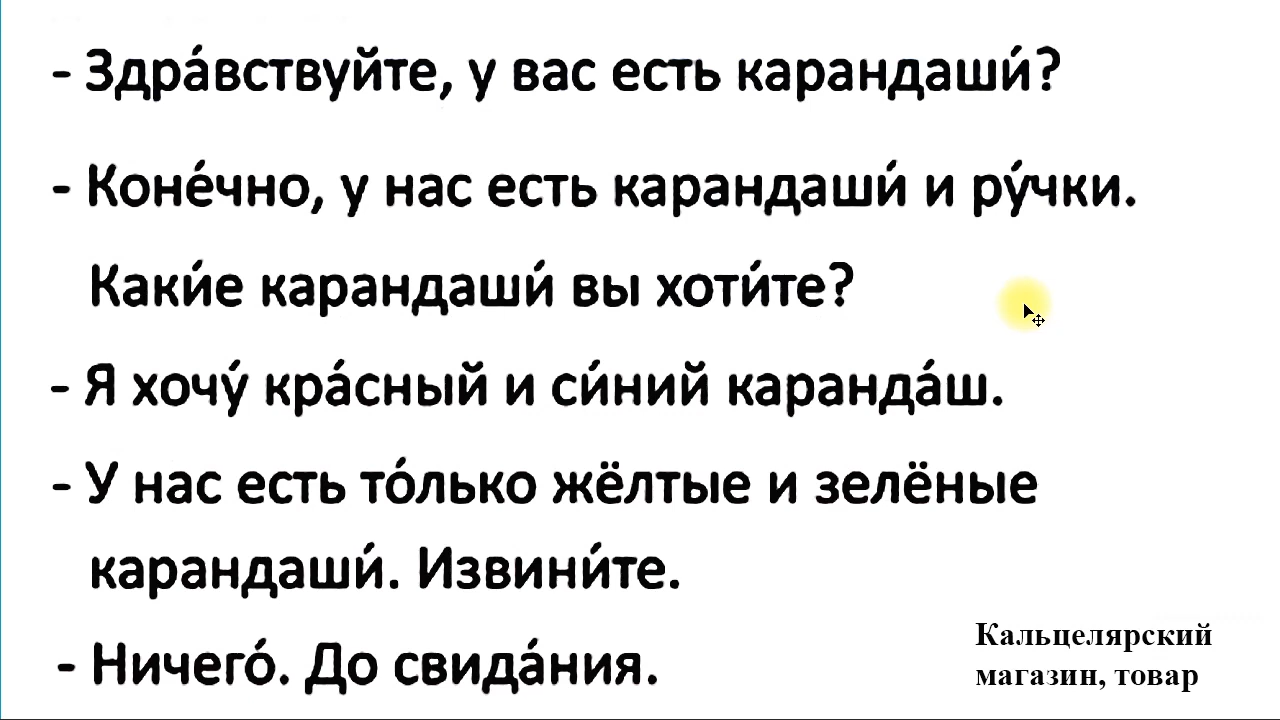 - Здра́вствуйте, у вас есть карандаши́?
- Коне́чно, у нас есть карандаши́ и ру́чки.
Каки́е карандаши́ вы хоти́те?
- Я хочу́ кра́сный и си́ний каранда́ш.
- У нас есть то́лько жёлтые и зелёные
карандаши́. Извини́те.
- Ничего́. До свида́ния.
Кальцелярский
магазин, товар